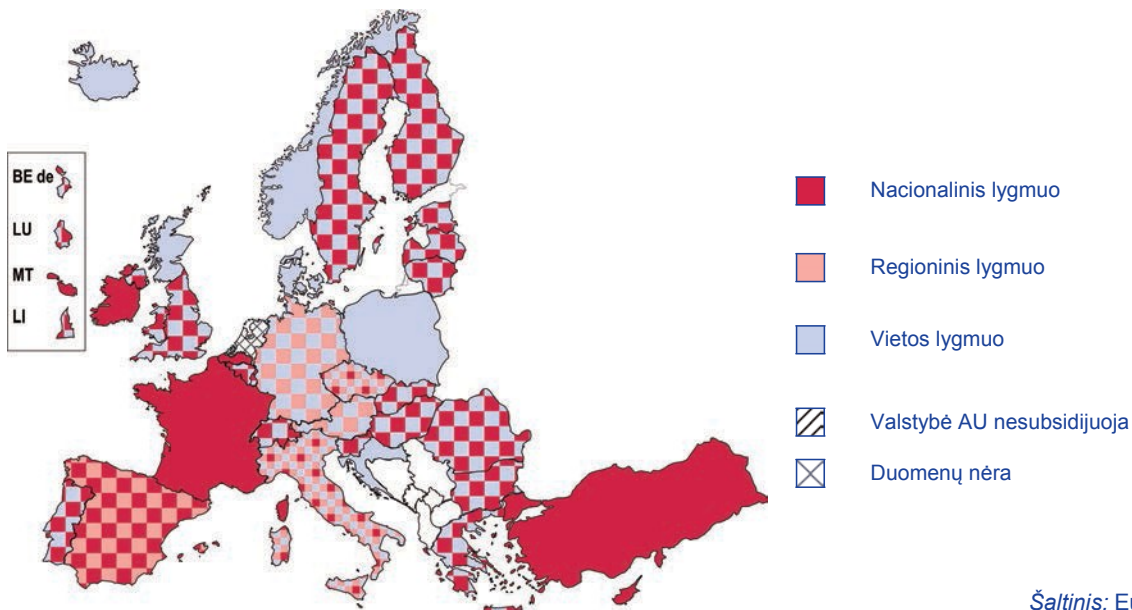 BE de
LU
MT
LI
Nacionalinis lygmuo
Regioninis lygmuo
Vietos lygmuo
Valstybė AU nesubsidijuoja
Duomenų nėra
Šaltinis: